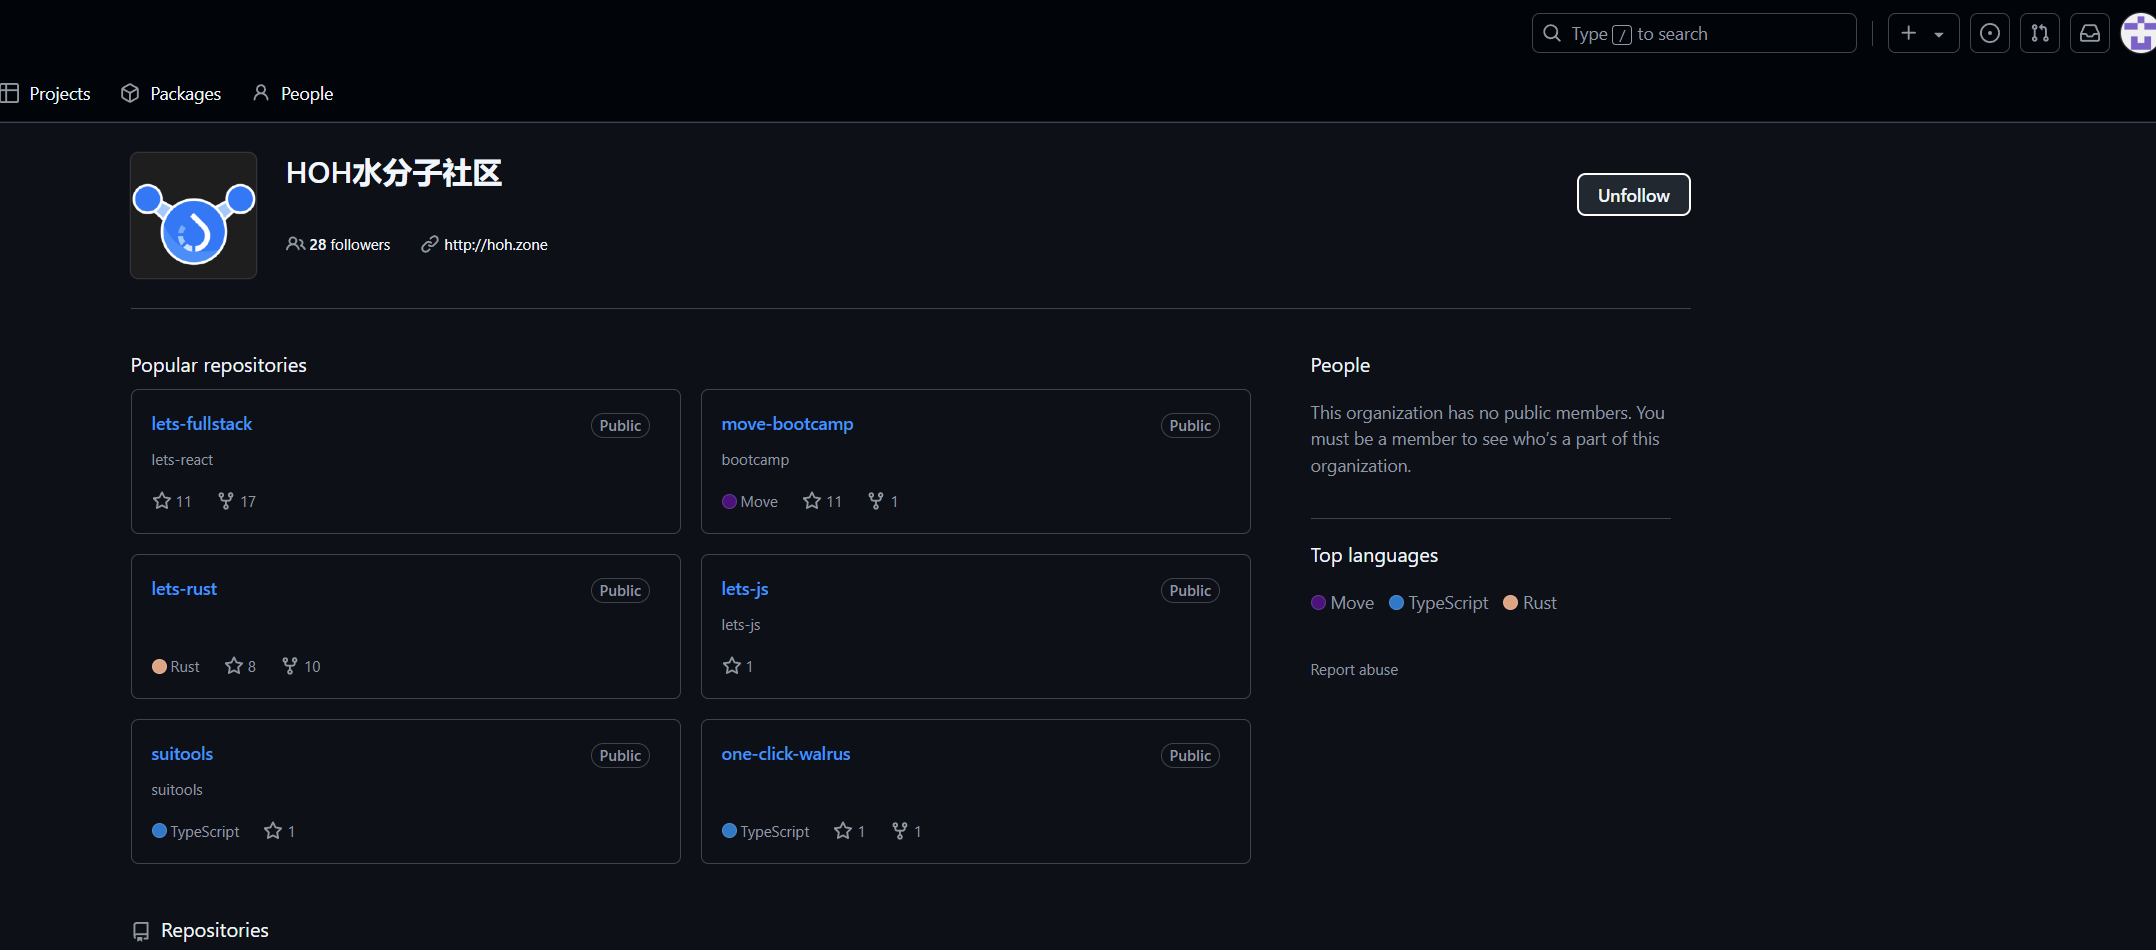 Type / to search
Projects Packages People
HOH水分子社区
Unfollow
28 followers http://hoh.zone
Popular repositories
lets-fullstack Public
lets-react
11 17
move-bootcamp Public
bootcamp
Move 11 1
lets-rust Public
Rust 8 10
lets-js Public
lets-js
1
suitools Public
suitools
TypeScript 1
one-click-walrus Public
TypeScript 1 1
Repositories
People
This organization has no public members. You
must be a member to see who's a part of this
organization.
Top languages
Move TypeScript Rust
Report abuse